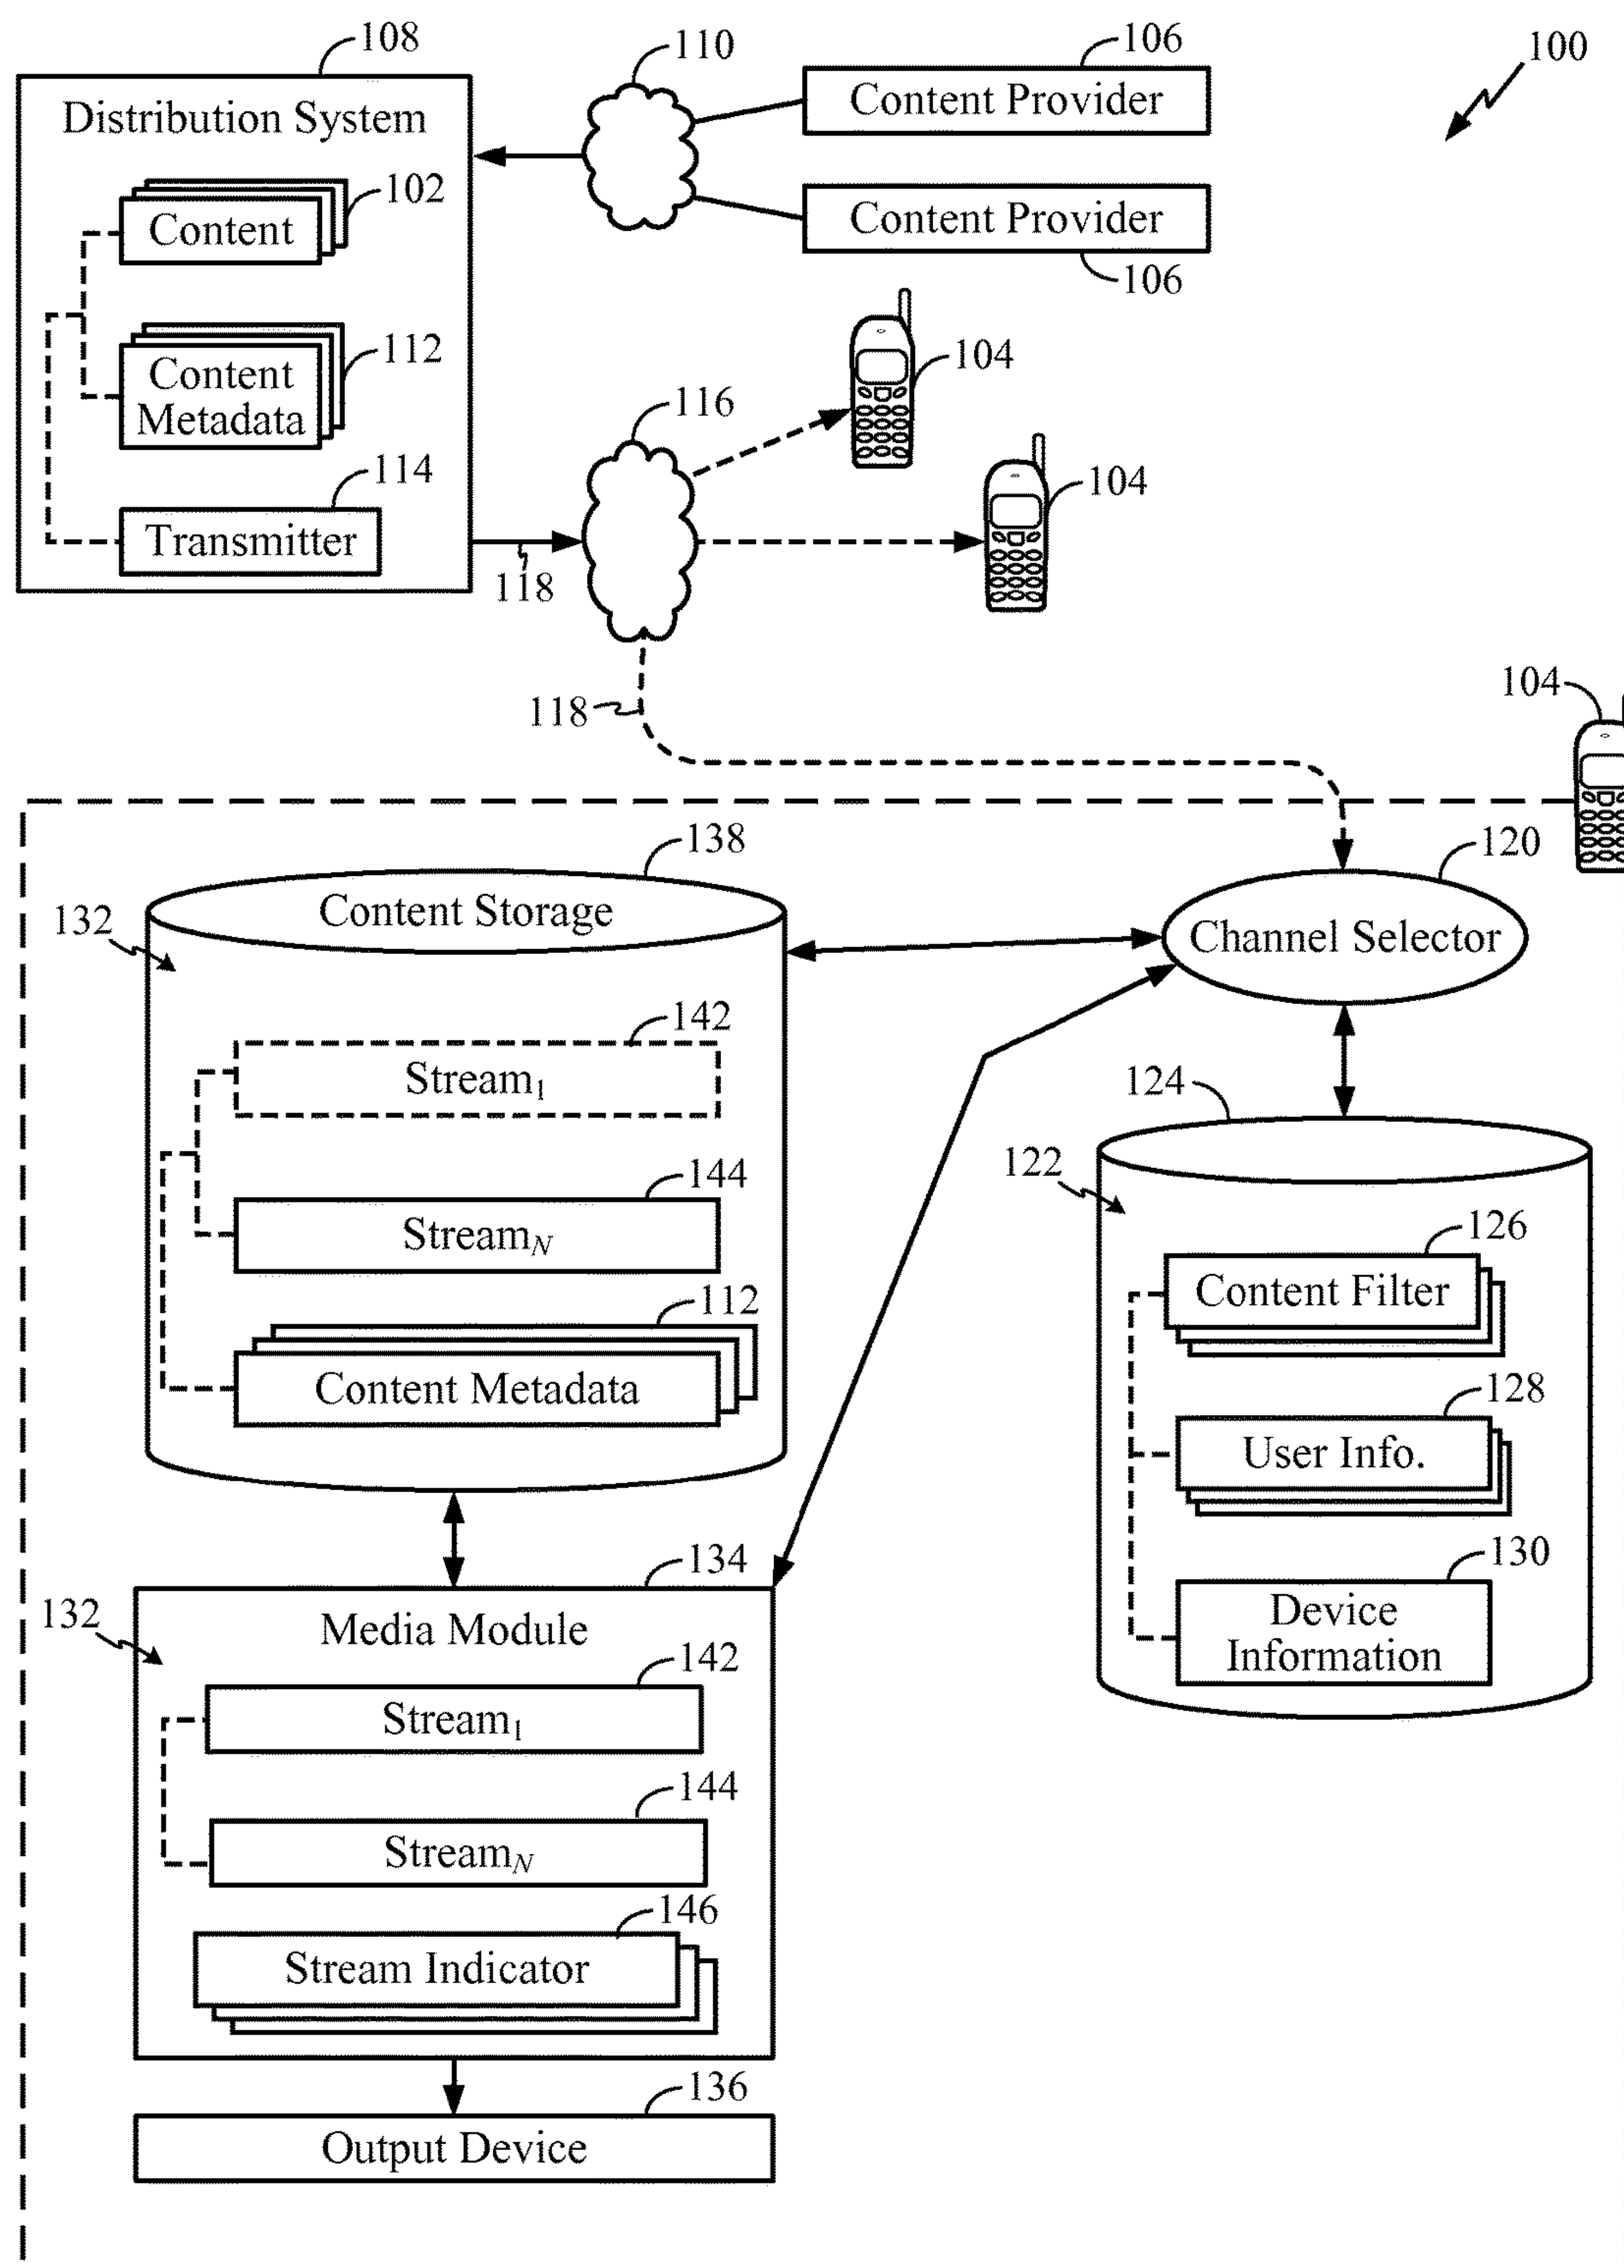 108
110
106
100
Distribution System
Content Provider
102
Content
Content Provider
106
112
Content
Metadata
104
116
114
104
Transmitter
118
118
104
138
120
Content Storage
132
Channel Selector
142
Stream1
124
144
122
StreamN
126
Content Filter
112
Content Metadata
128
User Info.
134
130
132
Media Module
Device
Information
142
Stream1
144
StreamN
146
Stream Indicator
136
Output Device